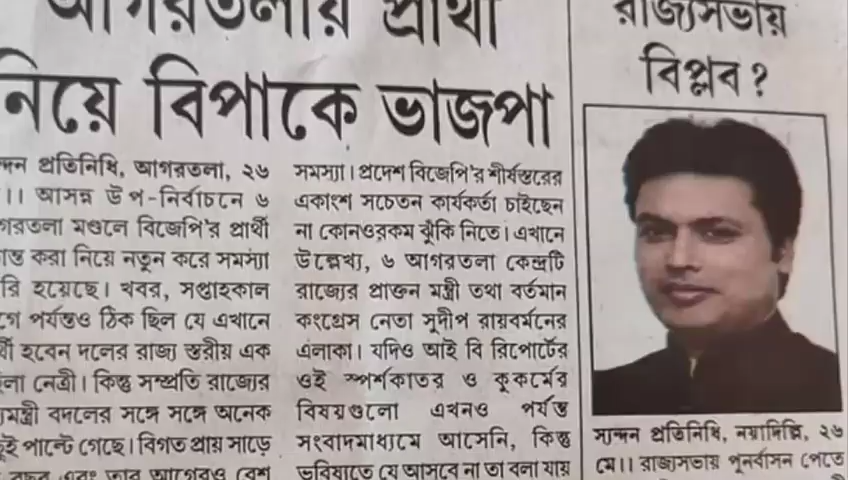 আগরতলায় প্রার্থী
নিয়ে বিপাকে ভাজপা
প্রতিনিধি, আগরতলা, ২৬
।। আসন্ন উপ-নির্বাচনে ৬
মণ্ডলে বিজেপি'র প্রার্থী
করা নিয়ে নতুন করে সমস্যা
হয়েছে। খবর, সপ্তাহকাল
পর্যন্তও ঠিক ছিল যে এখানে
হবেন দলের রাজ্য স্তরীয় এক
নেত্রী। কিন্তু সম্প্রতি রাজ্যের
বদলের সঙ্গে সঙ্গে অনেক
পাল্টে গেছে। বিগত প্রায় সাড়ে
সমস্যা। প্রদেশ বিজেপি'র শীর্ষস্তরের
একাংশ সচেতন কার্যকর্তা চাইছেন
না কোনওরকম ঝুঁকি নিতে। এখানে
উল্লেখ্য, ৬ আগরতলা কেন্দ্রটি
রাজ্যের প্রাক্তন মন্ত্রী তথা বর্তমান
কংগ্রেস নেতা সুদীপ রায়বর্মনের
এলাকা। যদিও আই বি রিপোর্টের
ওই স্পর্শকাতর ও কুকর্মের
বিষয়গুলো এখনও পর্যন্ত
সংবাদমাধ্যমে আসেনি, কিন্তু
ভবিষ্যতে যে আসবে না তা বলা যায়
রাজ্যসভায়
বিপ্লব?
স্যন্দন প্রতিনিধি, নয়াদিল্লি, ২৬
মে।। রাজ্যসভায় পুনর্বাসন পেতে